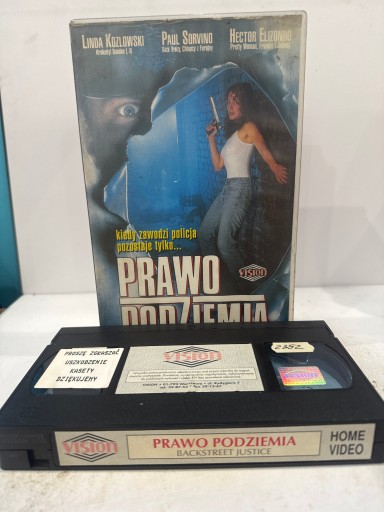 LINDA KOZLOWSKI
PAUL SORVINO
HECTOR ELIZONDO
kiedy zawodzi policja
pozostaje tylko...
PRAWO
PODZIEMIA
VISION
PROSZĘ ZGŁASZAĆ
USZKODZENIE
KASETY
DZIĘKUJEMY
VISION
2352
VISION
PRAWO PODZIEMIA
BACKSTREET JUSTICE
HOME
VIDEO